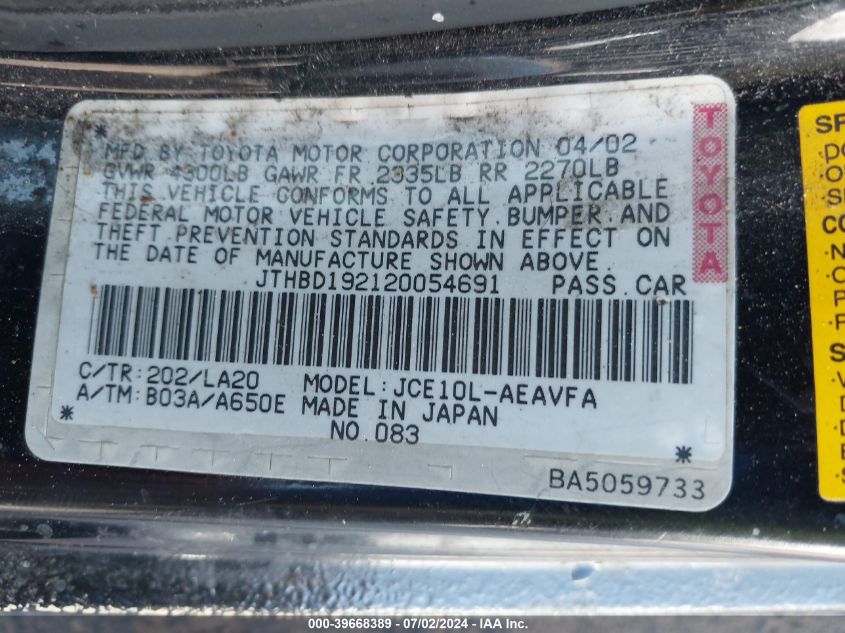 MFD BY TOYOTA MOTOR CORPORATION 04/02
GVWR 4300LB GAWR FR 2335LB RR 2270LB
THIS VEHICLE CONFORMS TO ALL APPLICABLE
FEDERAL MOTOR VEHICLE SAFETY, BUMPER, AND
THEFT PREVENTION STANDARDS IN EFFECT ON
THE DATE OF MANUFACTURE SHOWN ABOVE.
JTHBD192120054691 PASS. CAR
C/TR: 202/LA20 MODEL: JCE10L-AEAVFA
A/TM: B03A/A650E MADE IN JAPAN
NO.083
BA5059733
TOYOTA
000-39668389 - 07/02/2024 - IAAI.COM